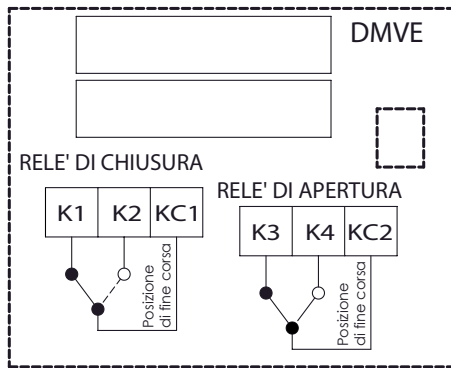 DMVE
RELE' DI CHIUSURA
K1 K2 KC1
Posizione
di fine corsa
RELE' DI APERTURA
K3 K4 KC2
Posizione
di fine corsa